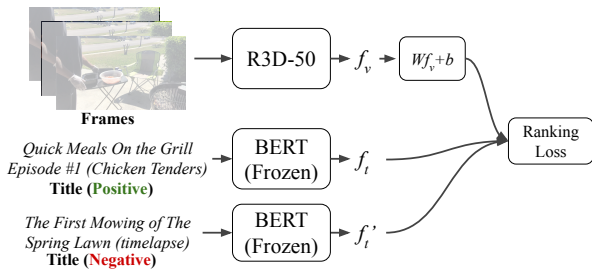 Frames
R3D-50
f_v
Wf_v+b
Quick Meals On the Grill
Episode #1 (Chicken Tenders)
Title (Positive)
BERT
(Frozen)
f_t
Ranking
Loss
The First Mowing of The
Spring Lawn (timelapse)
Title (Negative)
BERT
(Frozen)
f_t'